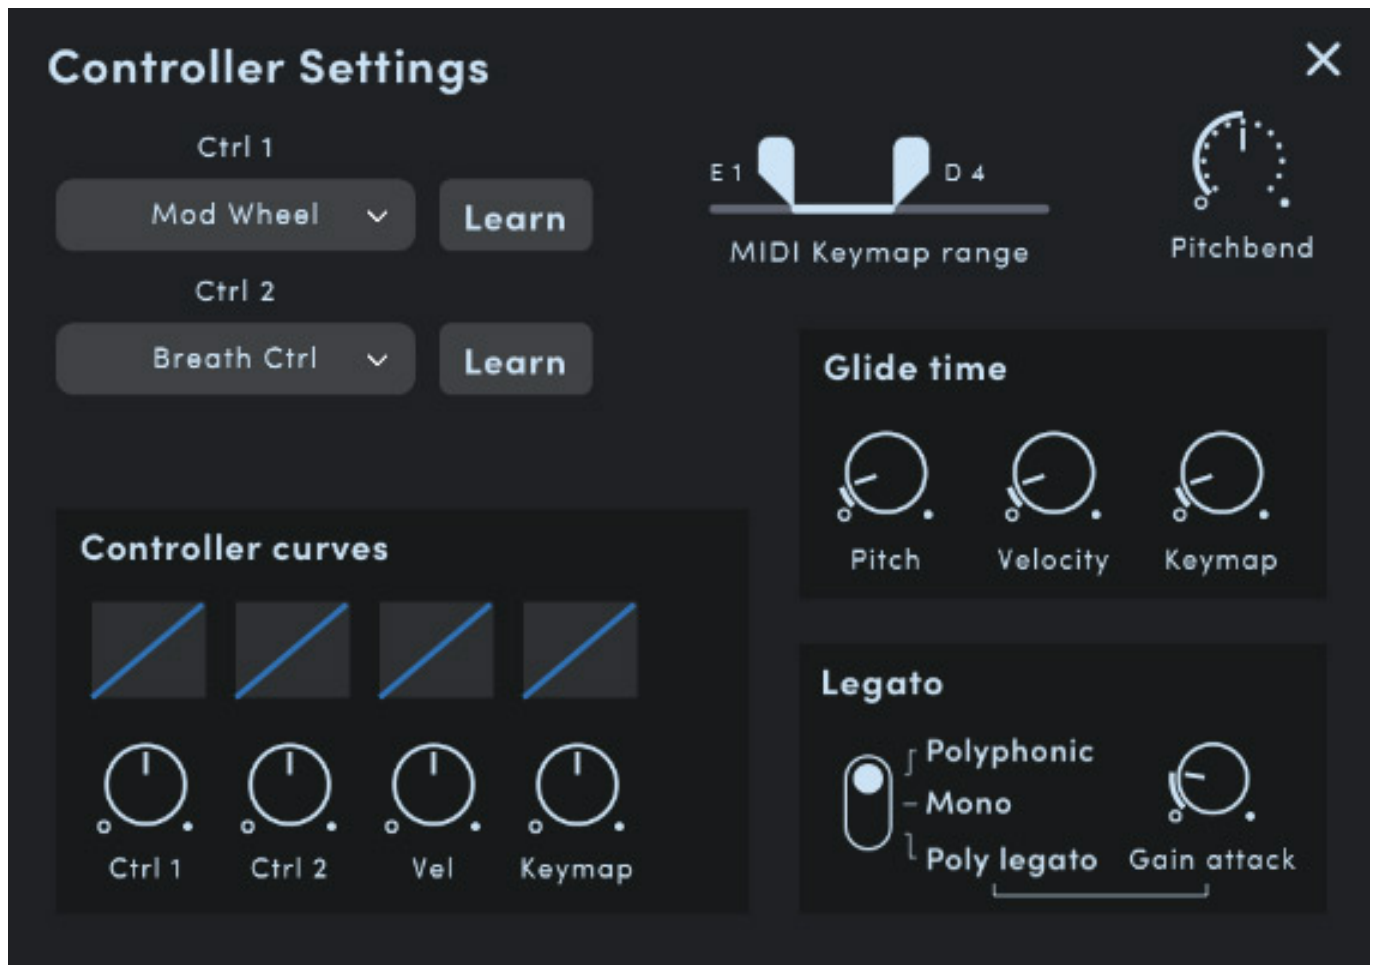 Controller Settings
Ctrl 1
Mod Wheel
Learn
Ctrl 2
Breath Ctrl
Learn
E 1
D 4
MIDI Keymap range
Pitchbend
Glide time
Pitch
Velocity
Keymap
Controller curves
Ctrl 1
Ctrl 2
Vel
Keymap
Legato
Polyphonic
Mono
Poly legato
Gain attack